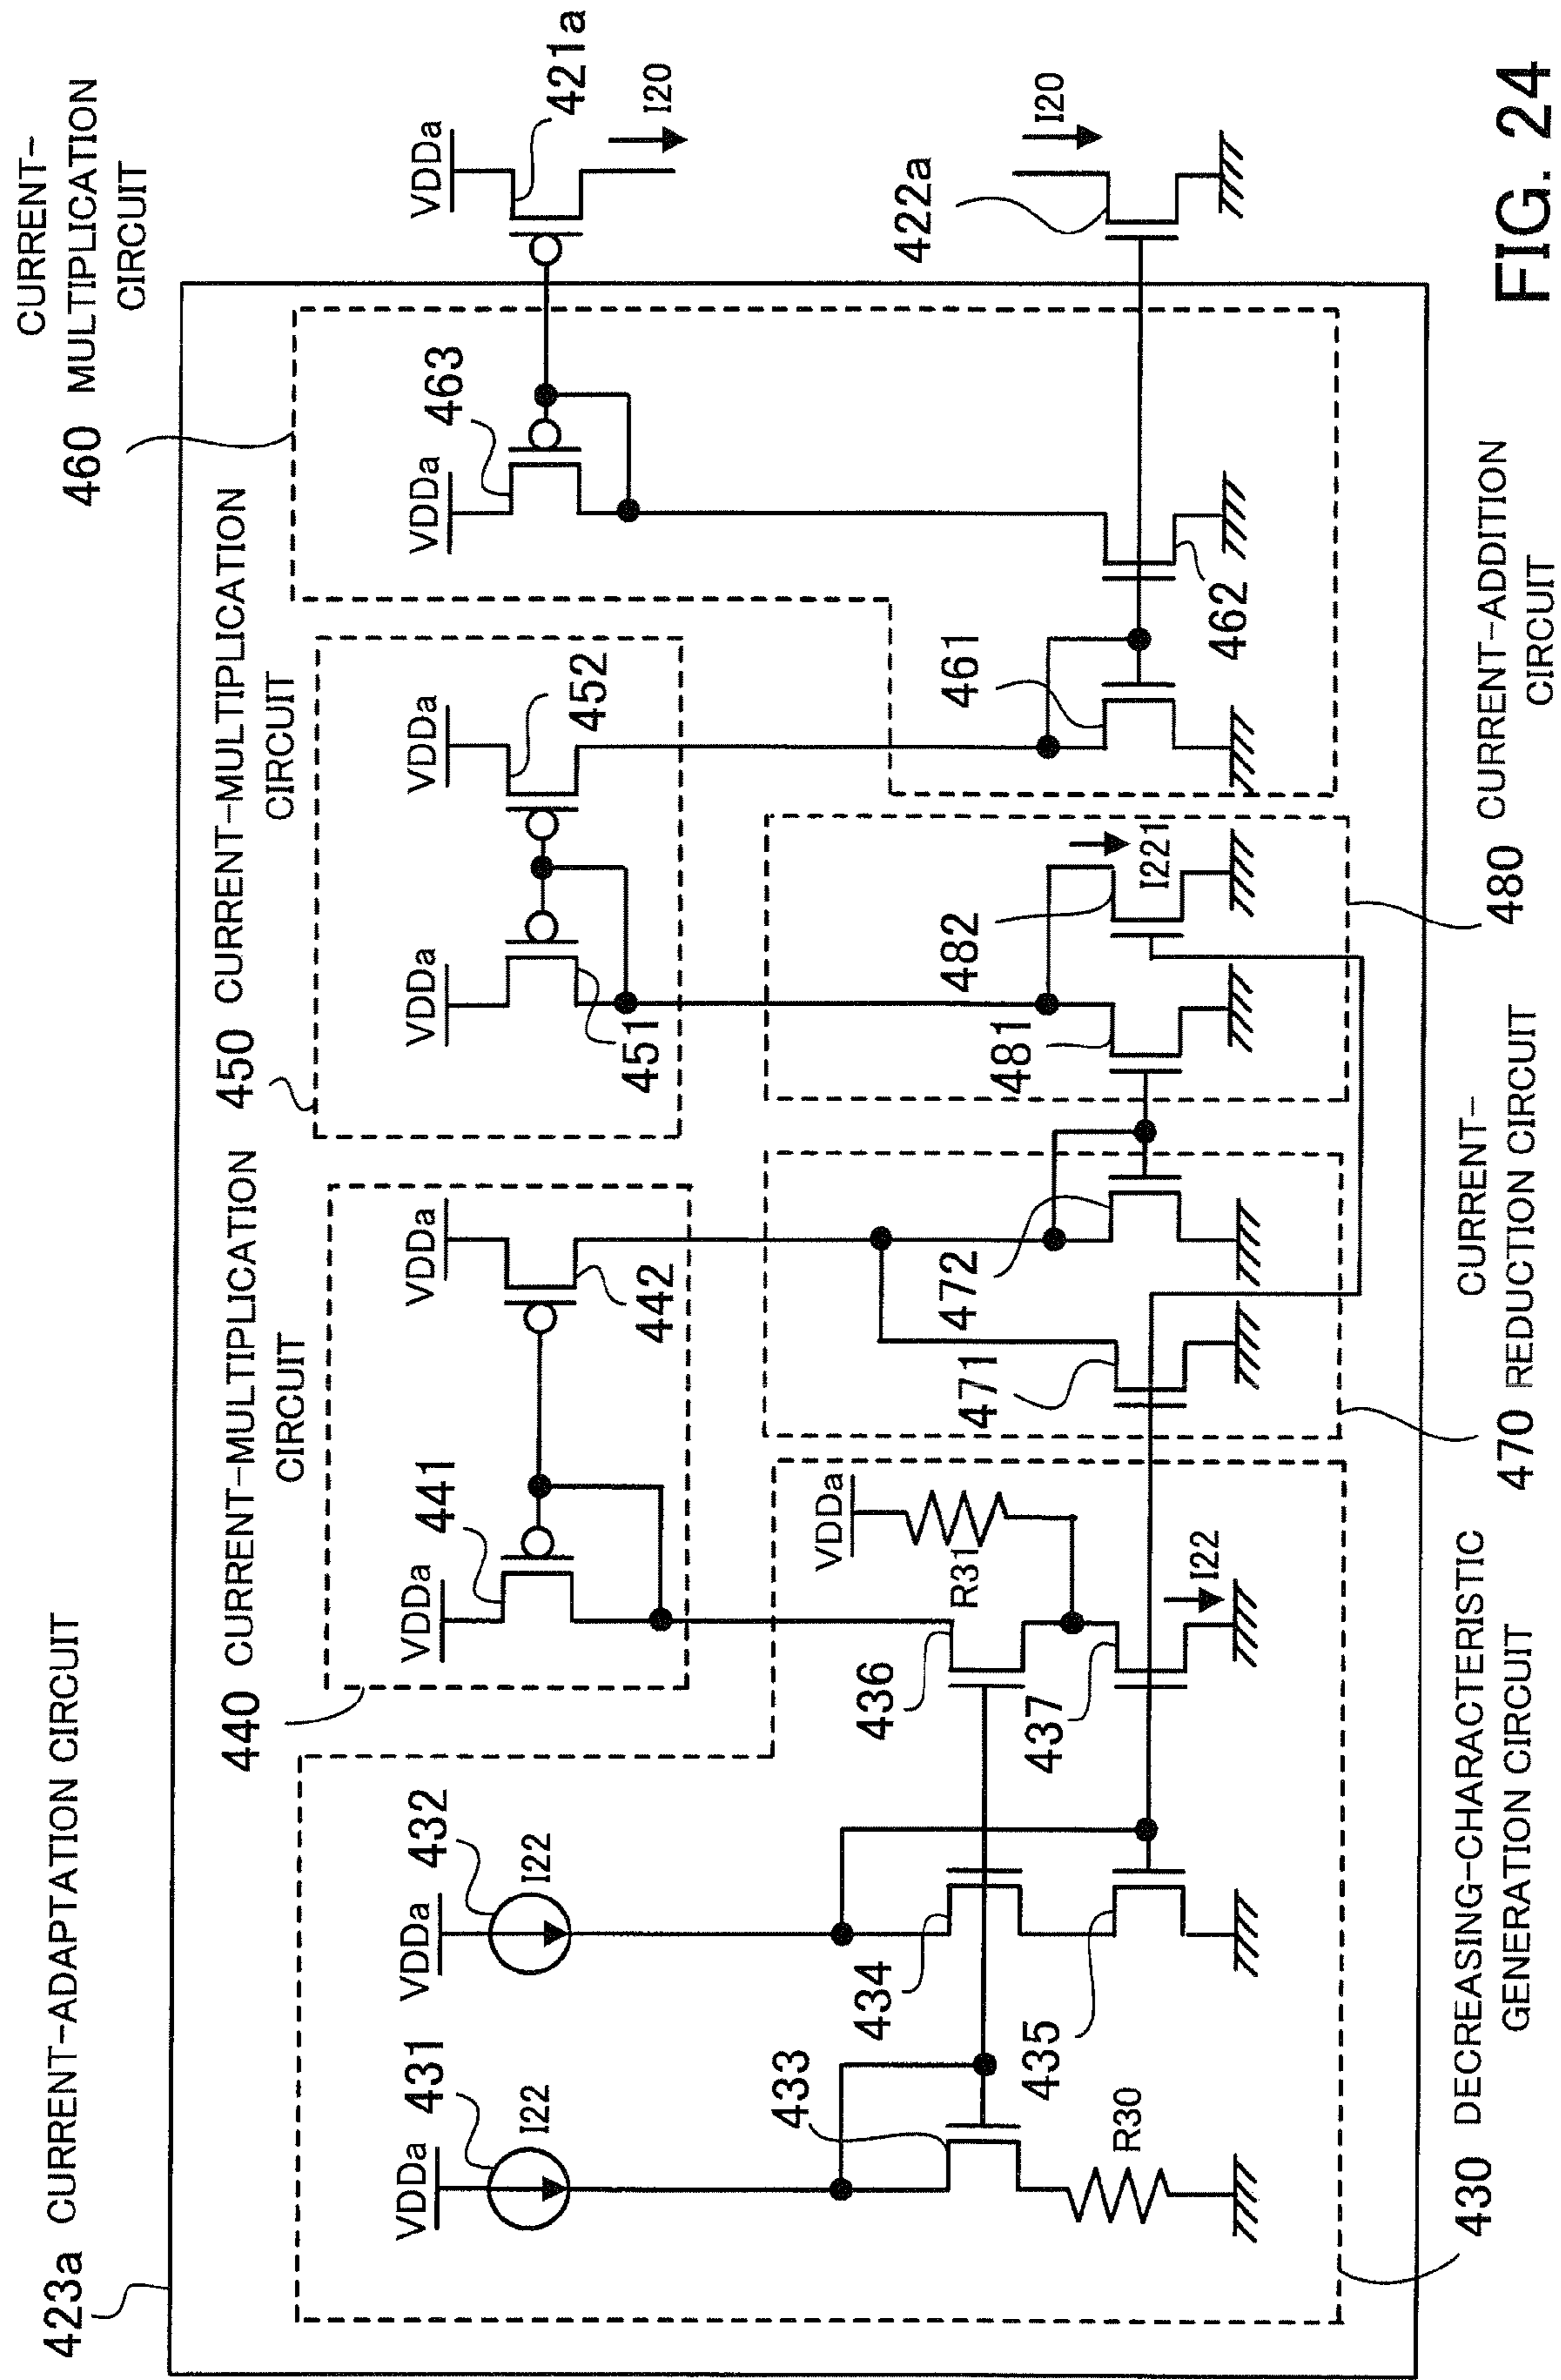 423a CURRENT-ADAPTATION CIRCUIT
440 CURRENT-MULTIPLICATION
CIRCUIT
450 CURRENT-MULTIPLICATION
CIRCUIT
CURRENT-
460 MULTIPLICATION
CIRCUIT
VDDa
431
I22
VDDa
432
I22
VDDa
441
VDDa
442
VDDa
451
VDDa
452
VDDa
463
VDDa
421a
I20
433
R30
434
435
436
437
VDDa
R31
I22
471
472
481
482
I221
461
462
422a
I20
430 DECREASING-CHARACTERISTIC
GENERATION CIRCUIT
CURRENT-
470 REDUCTION CIRCUIT
480 CURRENT-ADDITION
CIRCUIT
FIG. 24